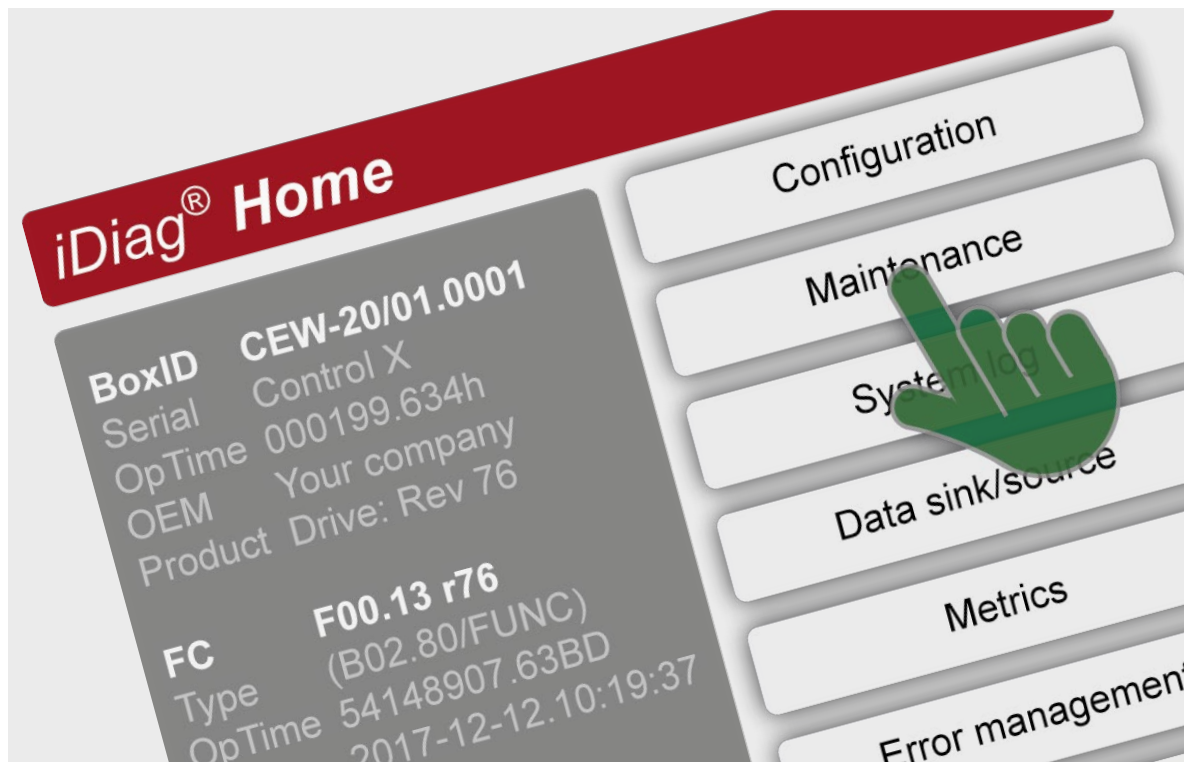 iDiag® Home
BoxID CEW-20/01.0001
Serial Control X
OpTime 000199.634h
OEM Your company
Product Drive: Rev 76
FC F00.13 r76
Type (B02.80/FUNC)
OpTime 54148907.63BD
2017-12-12.10:19:37
Configuration
Maintenance
System log
Data sink/source
Metrics
Error management